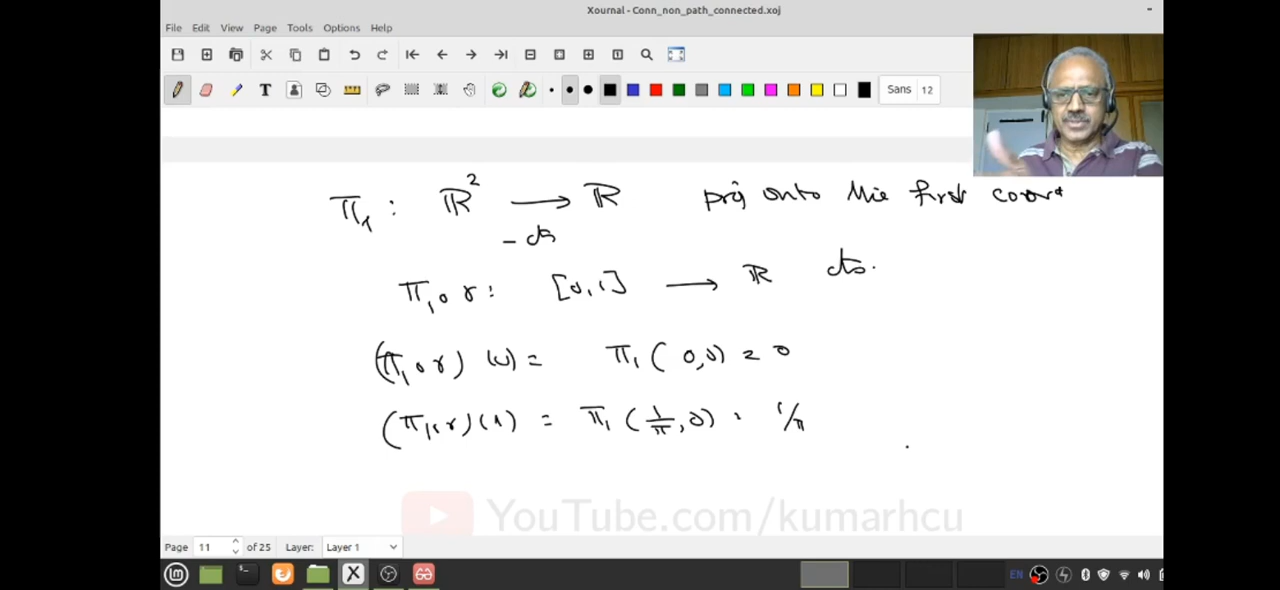 Xournal - Conn_non_path_connected.xoj
File Edit View Page Tools Options Help
T Sans 12
π₁ : ℝ² → ℝ proj onto the first coord
- cts
π₁ ∘ γ : [0,1] → ℝ cts.
(π₁ ∘ γ) (0) = π₁ (0,0) = 0
(π₁ ∘ γ) (1) = π₁ (1/π, 0) = 1/π
YouTube.com/kumarhcu
Page 11 of 25 Layer: Layer 1
X EN